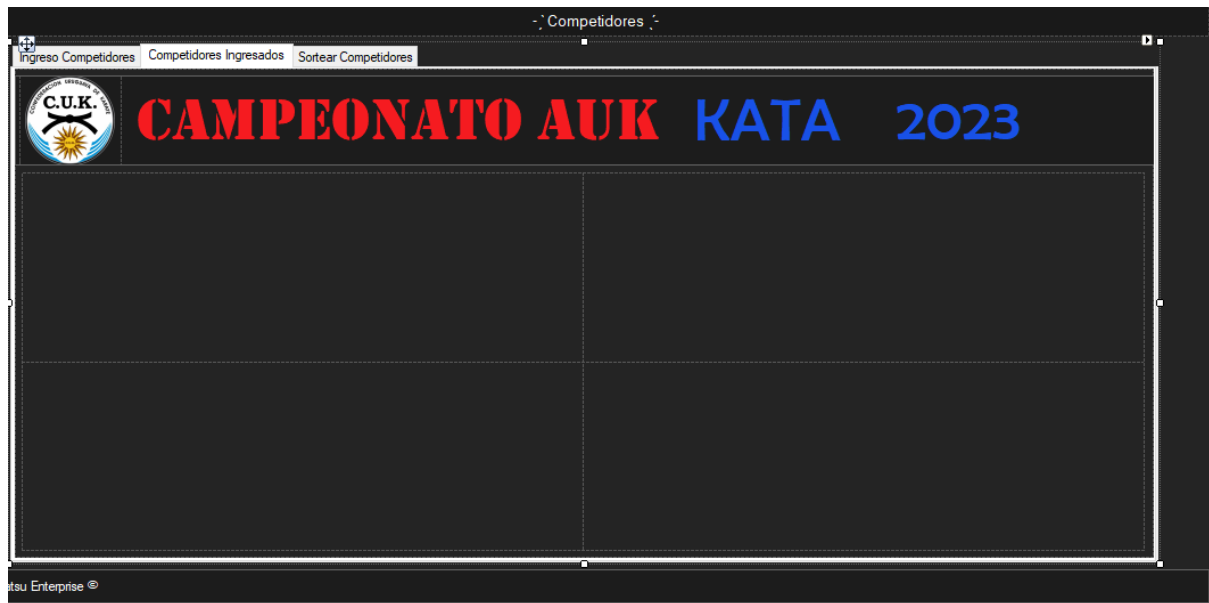 Competidores
Ingreso Competidores Competidores Ingresados Sortear Competidores
C.U.K.
CAMPEONATO AUK KATA 2023
atsu Enterprise ©